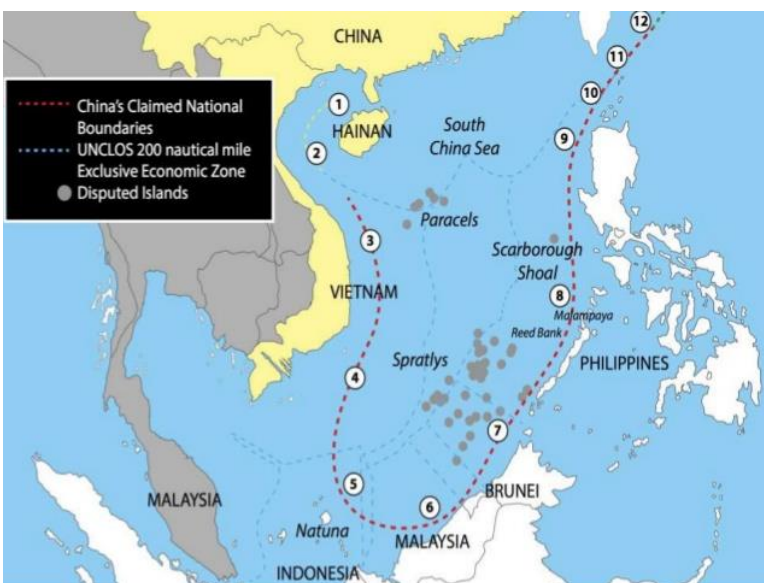 12
CHINA
11
10
China's Claimed National
Boundaries
UNCLOS 200 nautical mile
Exclusive Economic Zone
Disputed Islands
1
HAINAN
2
South
China Sea
9
Paracels
3
Scarborough
Shoal
VIETNAM
8
Malampaya
Reed Bank
Spratlys
PHILIPPINES
4
7
5
BRUNEI
MALAYSIA
6
Natuna
MALAYSIA
INDONESIA